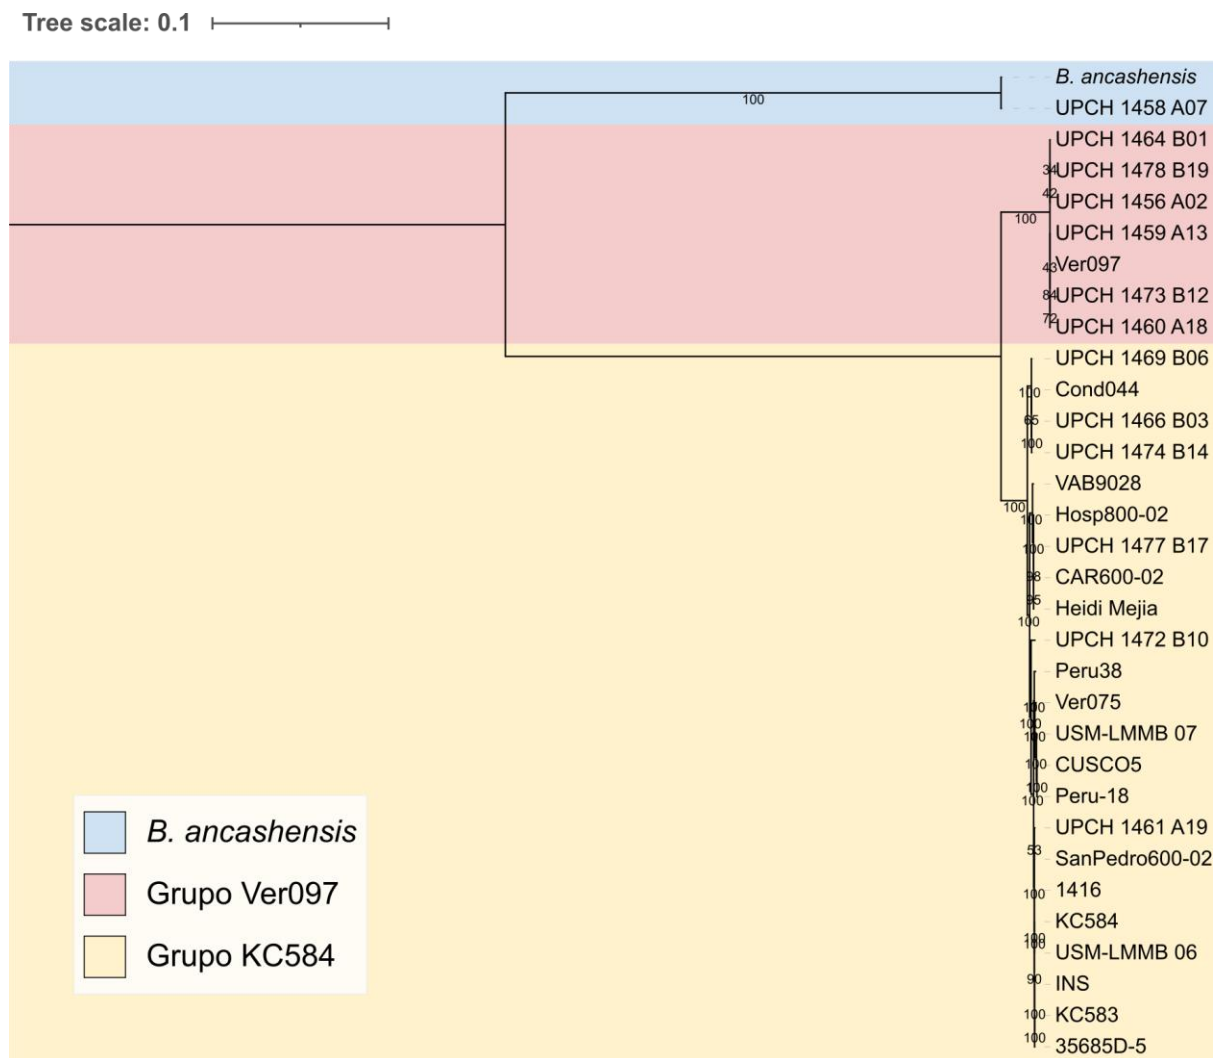 Tree scale: 0.1
B. ancashensis
100
UPCH 1458 A07
UPCH 1464 B01
34
UPCH 1478 B19
42
UPCH 1456 A02
100
UPCH 1459 A13
43
Ver097
84
UPCH 1473 B12
72
UPCH 1460 A18
UPCH 1469 B06
100
Cond044
65
UPCH 1466 B03
100
UPCH 1474 B14
VAB9028
100
100
Hosp800-02
100
UPCH 1477 B17
98
CAR600-02
95
Heidi Mejia
100
UPCH 1472 B10
Peru38
100
Ver075
100
100
USM-LMMB 07
100
CUSCO5
100
100
Peru-18
UPCH 1461 A19
53
SanPedro600-02
100
1416
KC584
100
100
USM-LMMB 06
90
INS
100
KC583
100
35685D-5
B. ancashensis
Grupo Ver097
Grupo KC584